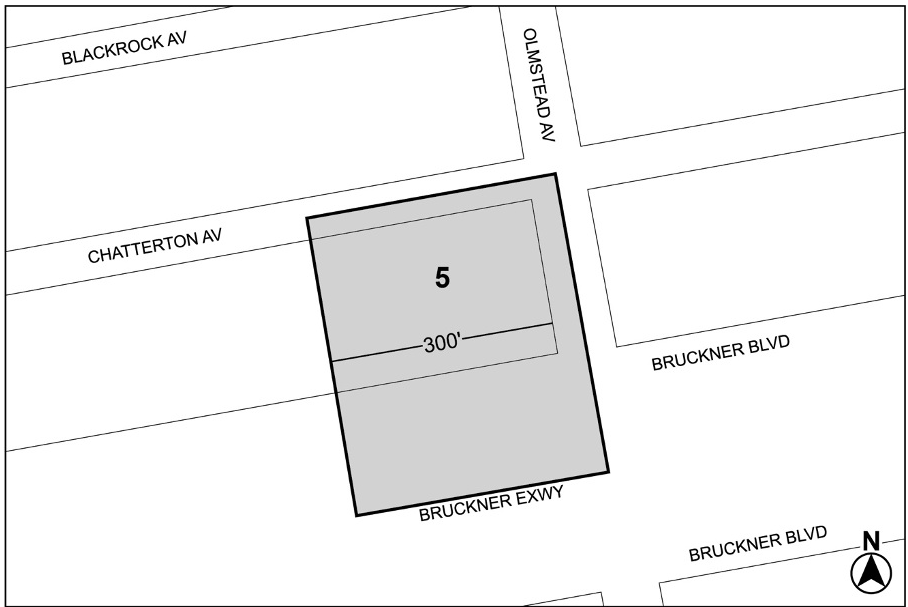 BLACKROCK AV
OLMSTEAD AV
CHATTERTON AV
5
300'
BRUCKNER BLVD
BRUCKNER EXWY
BRUCKNER BLVD
N